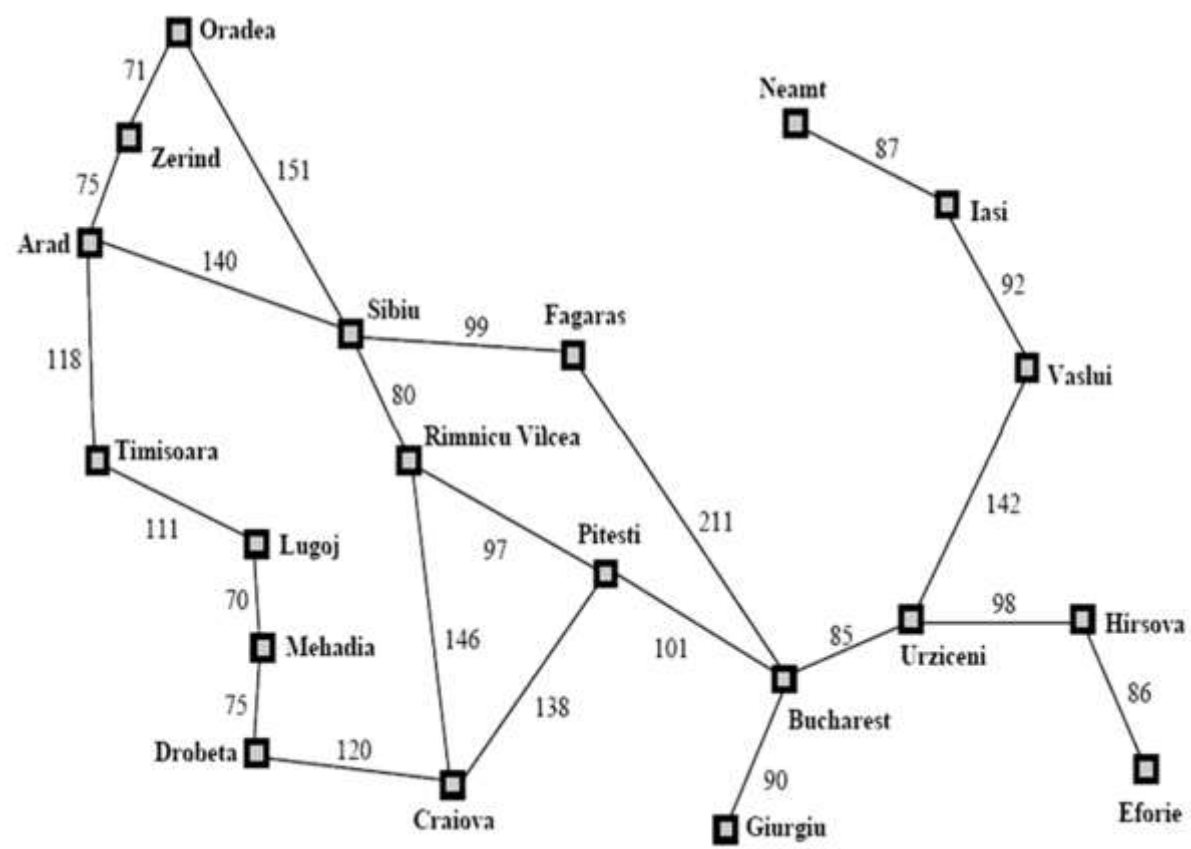 Oradea
71
Neamt
Zerind
87
151
75
Iasi
Arad
140
92
Sibiu
Fagaras
99
118
Vaslui
80
Rimnicu Vilcea
Timisoara
142
211
111
Pitesti
Lugoj
97
70
98
Hirsova
146
85
Mehadia
101
Urziceni
86
75
138
Bucharest
Drobeta
120
90
Craiova
Giurgiu
Eforie